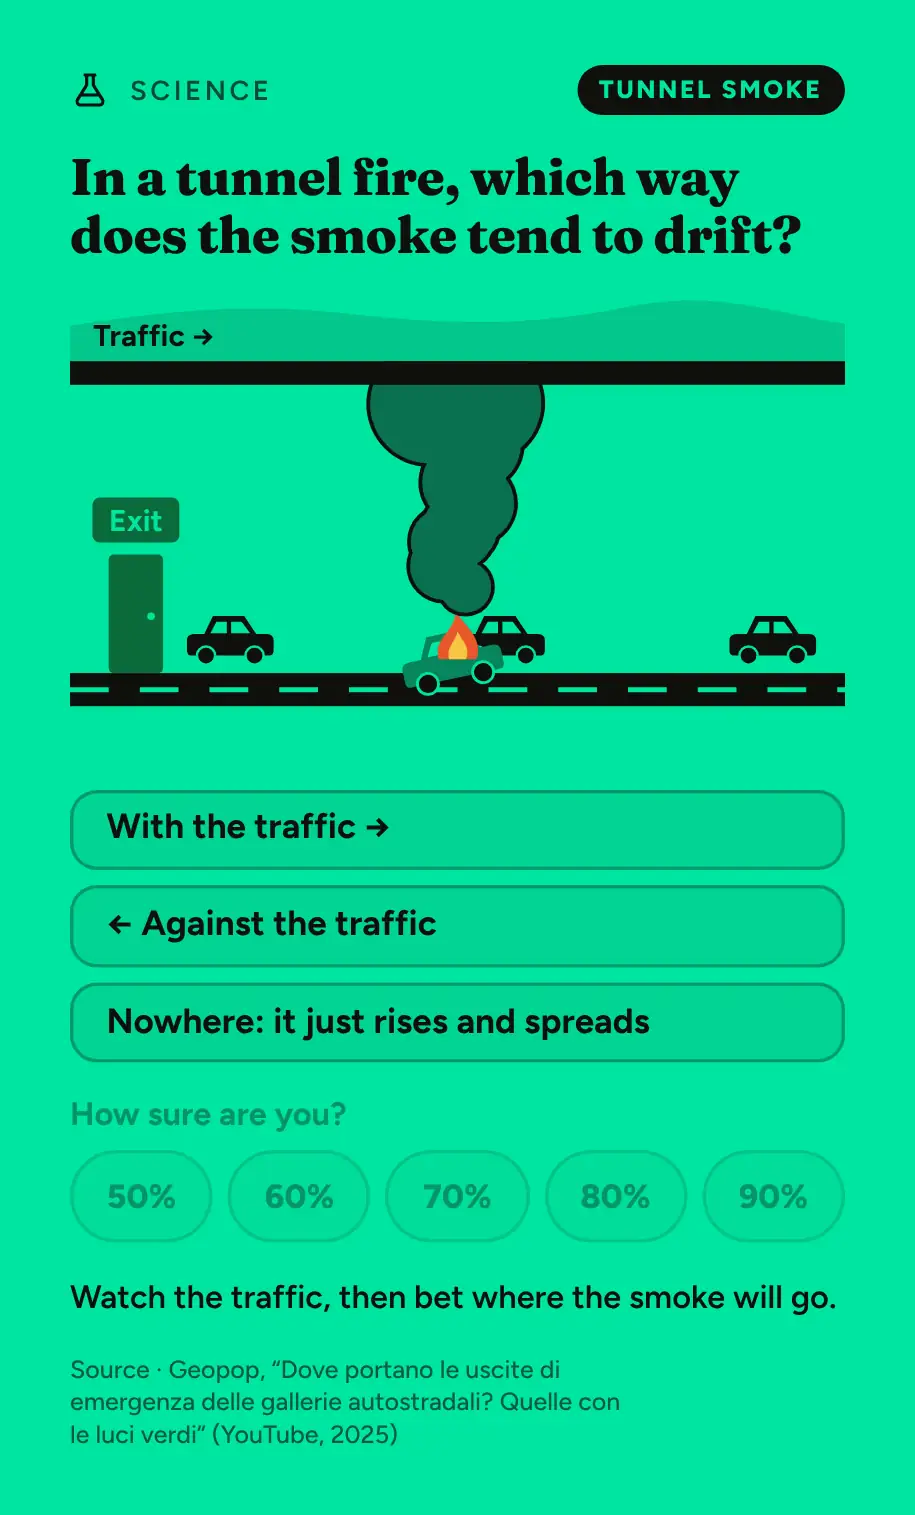 SCIENCE
TUNNEL SMOKE
In a tunnel fire, which way
does the smoke tend to drift?
Traffic →
Exit
With the traffic →
← Against the traffic
Nowhere: it just rises and spreads
How sure are you?
50% 60% 70% 80% 90%
Watch the traffic, then bet where the smoke will go.
Source · Geopop, “Dove portano le uscite di
emergenza delle gallerie autostradali? Quelle con
le luci verdi” (YouTube, 2025)